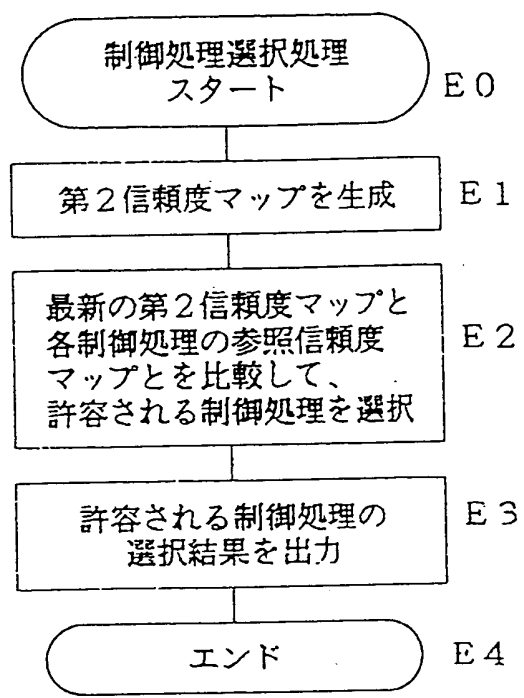 制御処理選択処理
スタート
E0
第2信頼度マップを生成
E1
最新の第2信頼度マップと
各制御処理の参照信頼度
マップとを比較して、
許容される制御処理を選択
E2
許容される制御処理の
選択結果を出力
E3
エンド
E4